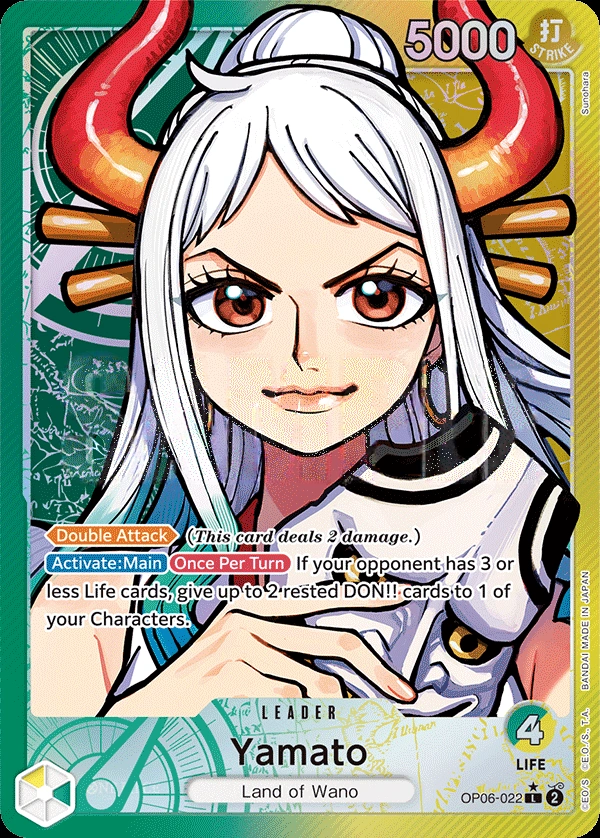 5000
打
STRIKE
Sunohara
Double Attack (This card deals 2 damage.)
Activate:Main Once Per Turn If your opponent has 3 or
less Life cards, give up to 2 rested DON!! cards to 1 of
your Characters.
LEADER
Yamato
Land of Wano
4
LIFE
OP06-022 L 2
©E.O/S ©E.O./S., T.A. BANDAI MADE IN JAPAN